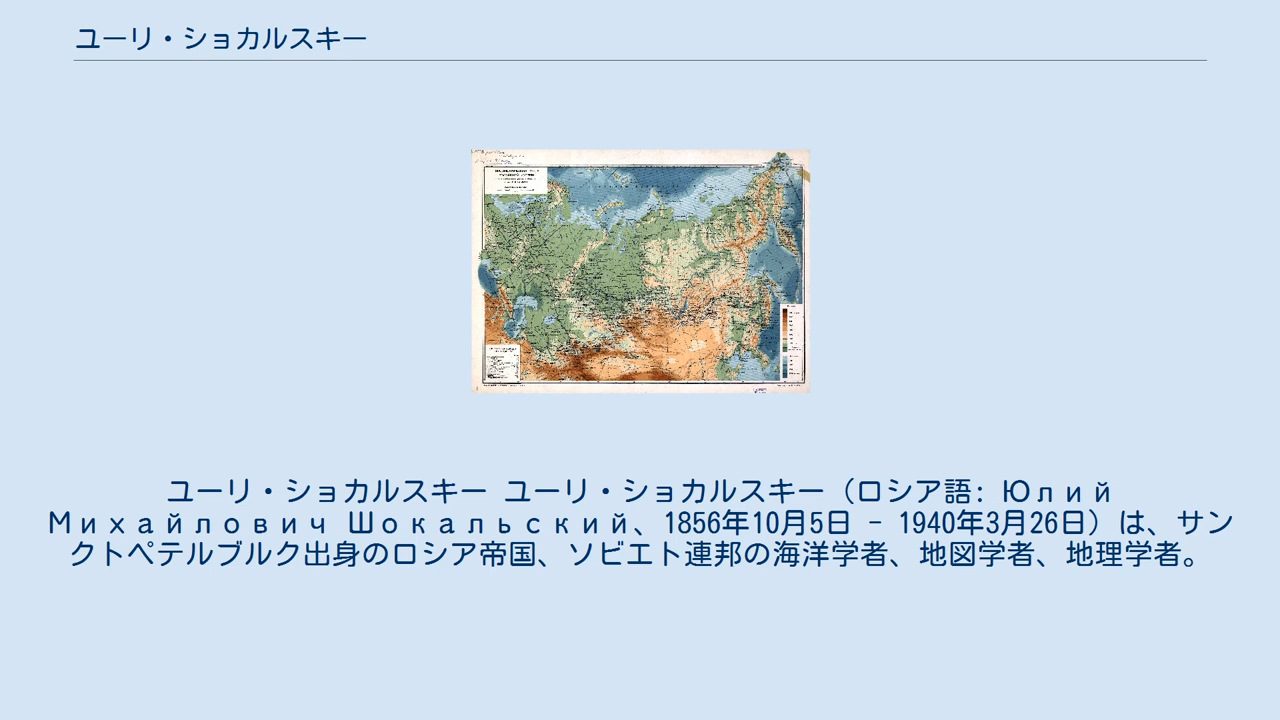 ユーリ・ショカルスキー
ユーリ・ショカルスキー ユーリ・ショカルスキー（ロシア語: Юлий
Михайлович Шокальский、1856年10月5日 - 1940年3月26日）は、サン
クトペテルブルク出身のロシア帝国、ソビエト連邦の海洋学者、地図学者、地理学者。